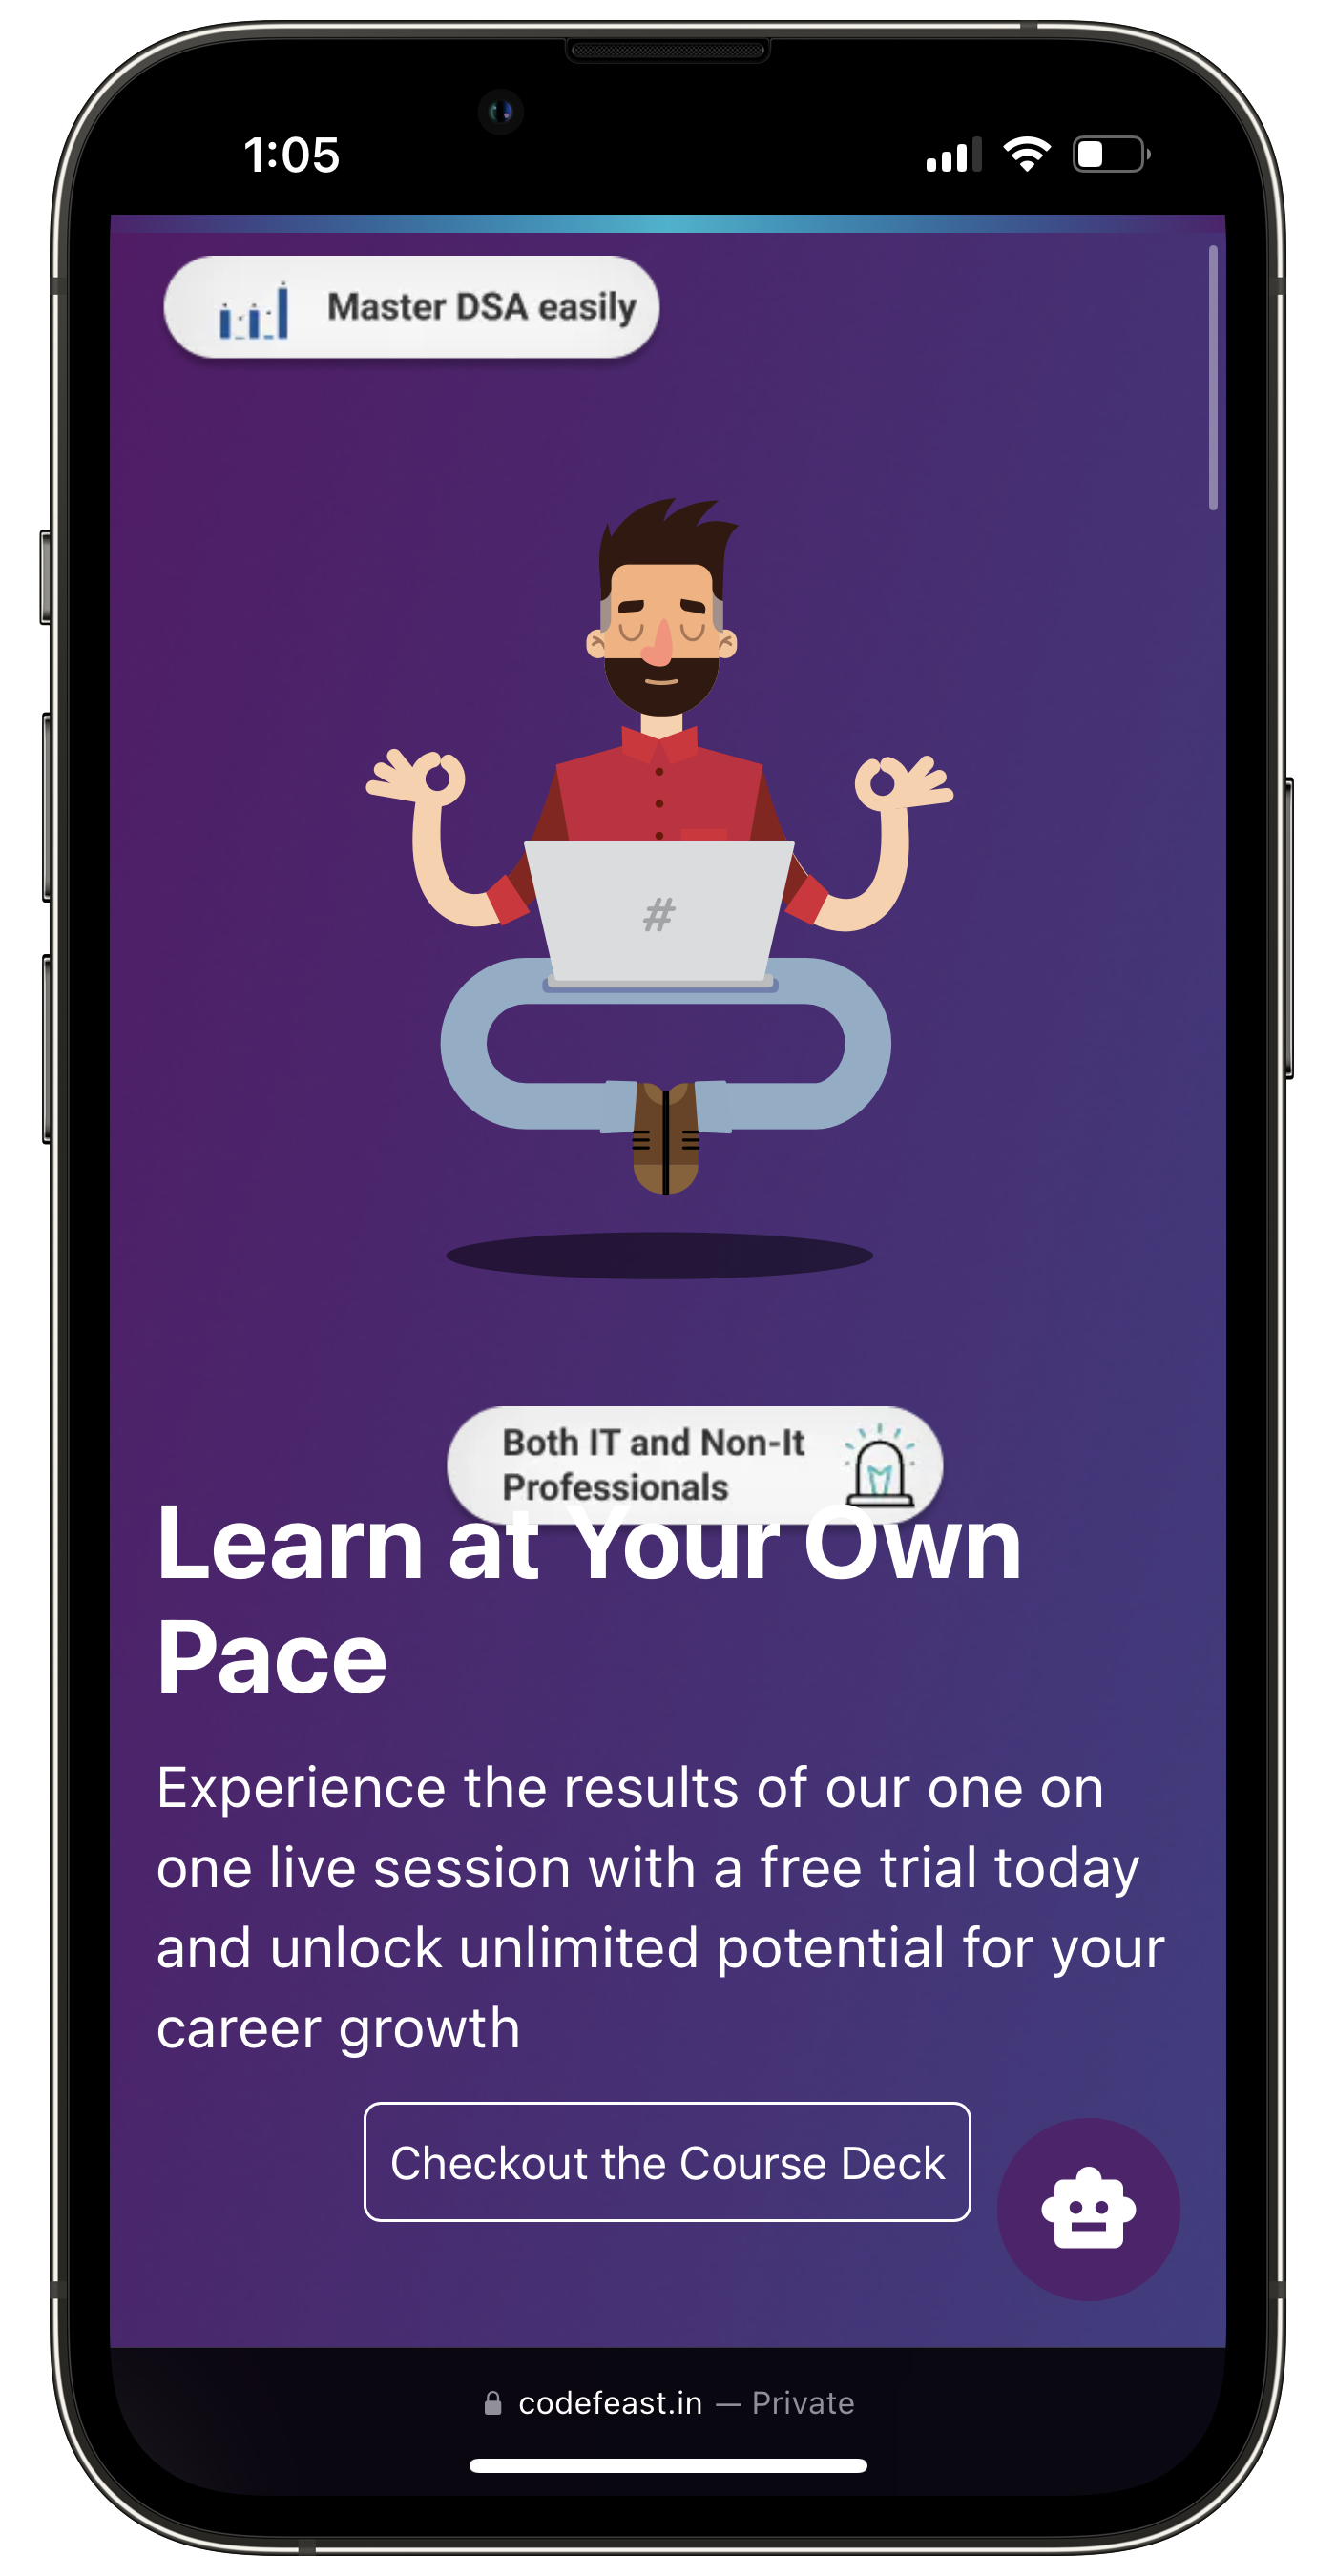 1:05
Master DSA easily
#
Both IT and Non-It
Professionals
Learn at Your Own
Pace
Experience the results of our one on
one live session with a free trial today
and unlock unlimited potential for your
career growth
Checkout the Course Deck
codefeast.in — Private